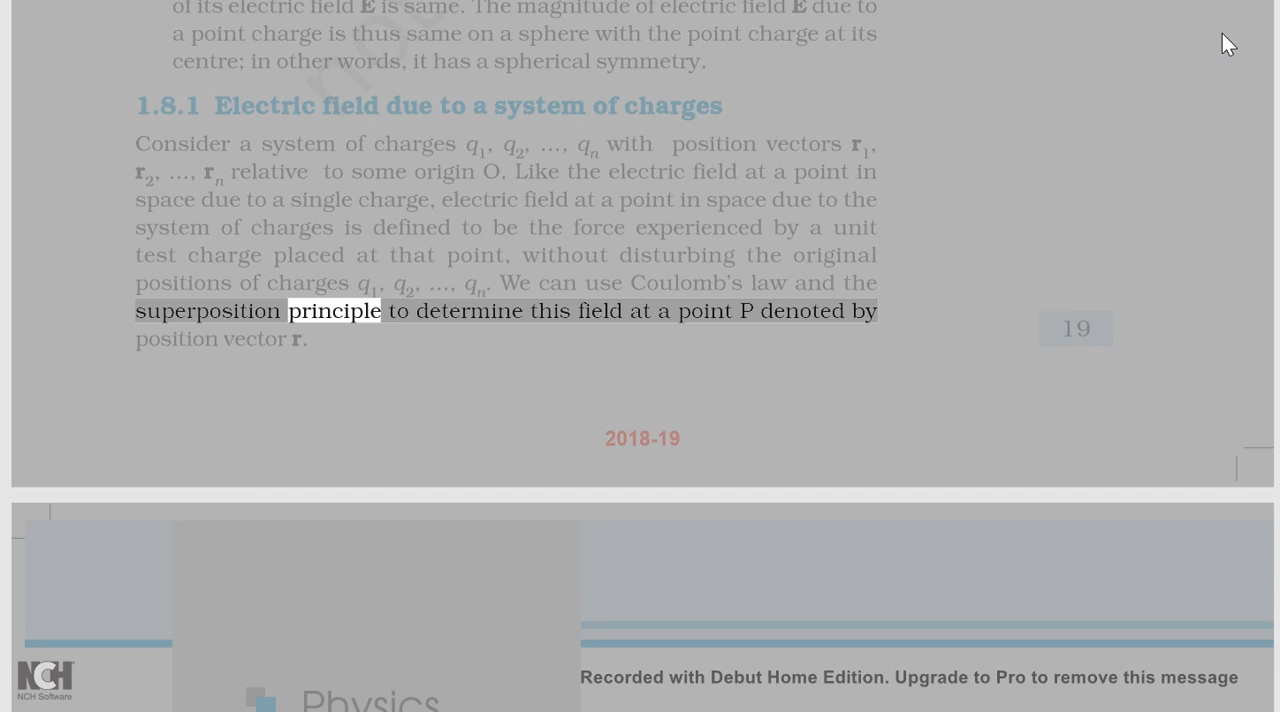 of its electric field E is same. The magnitude of electric field E due to
a point charge is thus same on a sphere with the point charge at its
centre; in other words, it has a spherical symmetry.
1.8.1 Electric field due to a system of charges
Consider a system of charges q1, q2, ..., qn with position vectors r1,
r2, ..., rn relative to some origin O. Like the electric field at a point in
space due to a single charge, electric field at a point in space due to the
system of charges is defined to be the force experienced by a unit
test charge placed at that point, without disturbing the original
positions of charges q1, q2, ..., qn. We can use Coulomb's law and the
superposition principle to determine this field at a point P denoted by
position vector r.
19
2018-19
NCH
NCH Software
Physics
Recorded with Debut Home Edition. Upgrade to Pro to remove this message